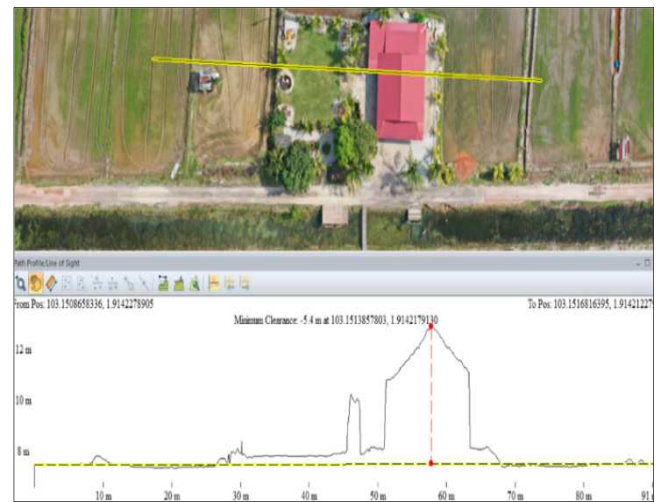 Path Profile/Line of Sight
From Pos: 103.1508658336, 1.9142278905
To Pos: 103.1516816395, 1.914212279
Minimum Clearance: -5.4 m at 103.1513857803, 1.9142179130
12 m
10 m
8 m
10 m 20 m 30 m 40 m 50 m 60 m 70 m 80 m 91